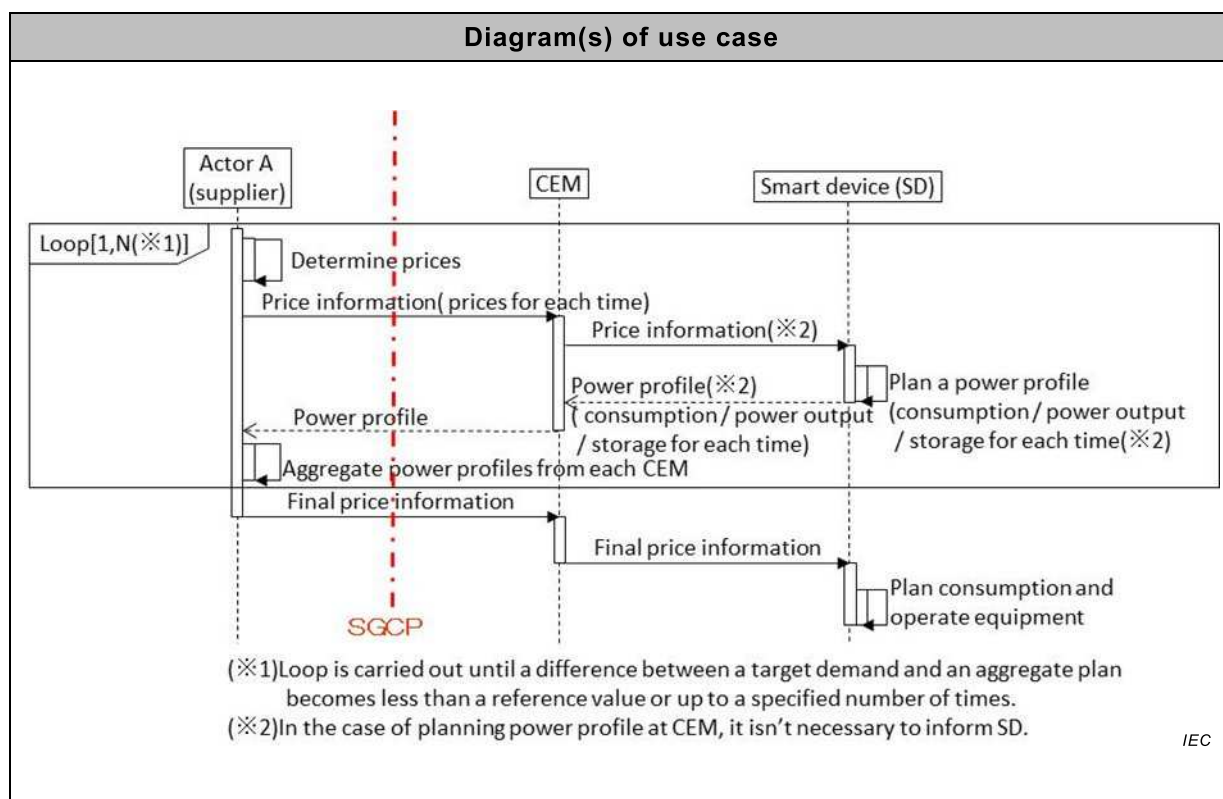 Diagram(s) of use case
Actor A
(supplier)
CEM
Smart device (SD)
Loop[1,N(※1)]
Determine prices
Price information( prices for each time)
Price information(※2)
Power profile(※2)
( consumption / power output
/ storage for each time)
Plan a power profile
(consumption / power output
/ storage for each time(※2)
Power profile
Aggregate power profiles from each CEM
Final price information
Final price information
Plan consumption and
operate equipment
SGCP
(※1)Loop is carried out until a difference between a target demand and an aggregate plan
becomes less than a reference value or up to a specified number of times.
(※2)In the case of planning power profile at CEM, it isn't necessary to inform SD.
IEC